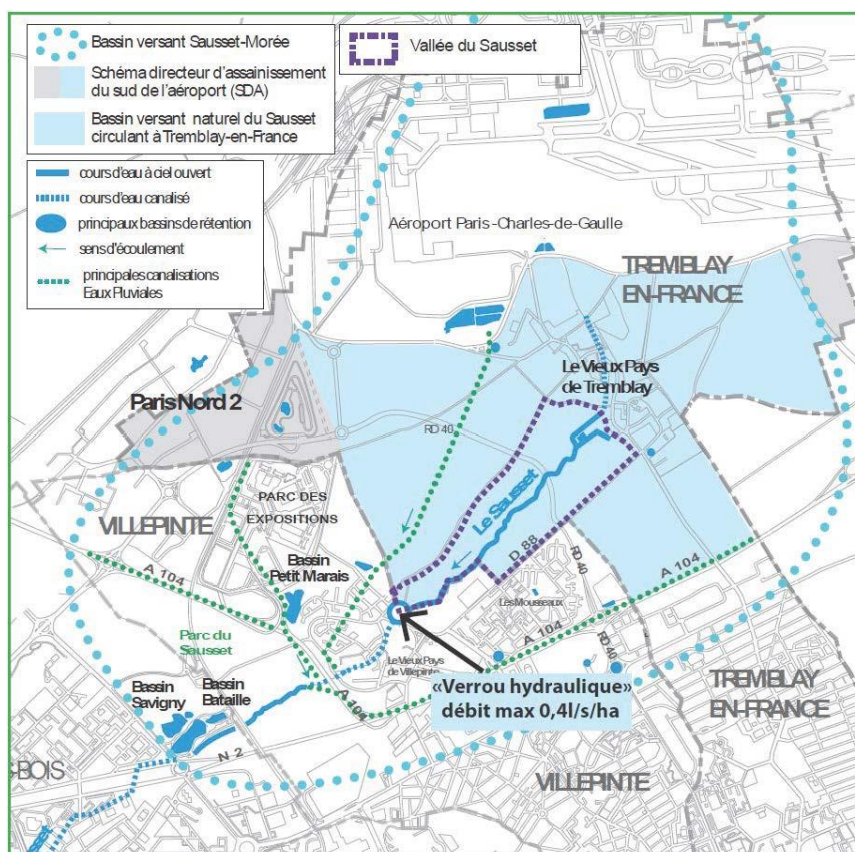 Bassin versant Sausset-Morée
Schéma directeur d'assainissement
du sud de l'aéroport (SDA)
Bassin versant naturel du Sausset
circulant à Tremblay-en-France
Vallée du Sausset
cours d'eau à ciel ouvert
cours d'eau canalisé
principaux bassins de rétention
sens d'écoulement
principales canalisations
Eaux Pluviales
Aéroport Paris-Charles-de-Gaulle
TREMBLAY
EN-FRANCE
Le Vieux Pays
de Tremblay
Paris Nord 2
RD 40
PARC DES
EXPOSITIONS
VILLEPINTE
Le Sausset
D 88
RD 40
A 104
A 104
Bassin
Petit Marais
Les Mousseaux
A 104
Parc du
Sausset
Le Vieux Pays
de Villepinte
RD 40
«Verrou hydraulique»
débit max 0,4l/s/ha
Bassin
Savigny
Bassin
Bataille
A 104
N 2
TREMBLAY
EN-FRANCE
VILLEPINTE
-BOIS